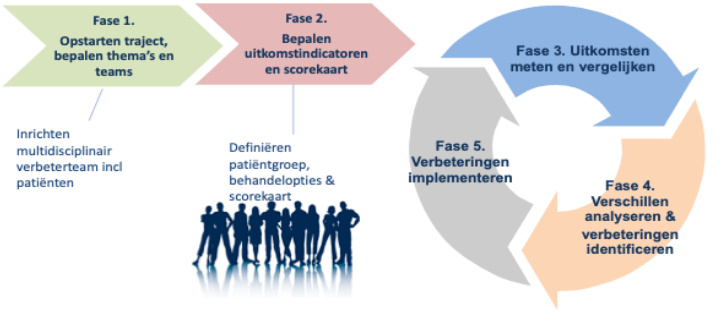 Fase 1.
Opstarten traject,
bepalen thema's en
teams
Fase 2.
Bepalen
uitkomstindicatoren
en scorekaart
Inrichten
multidisciplinair
verbeterteam incl
patiënten
Definiëren
patiëntgroep,
behandelopties &
scorekaart
Fase 3. Uitkomsten
meten en vergelijken
Fase 4.
Verschillen
analyseren &
verbeteringen
identificeren
Fase 5.
Verbeteringen
implementeren